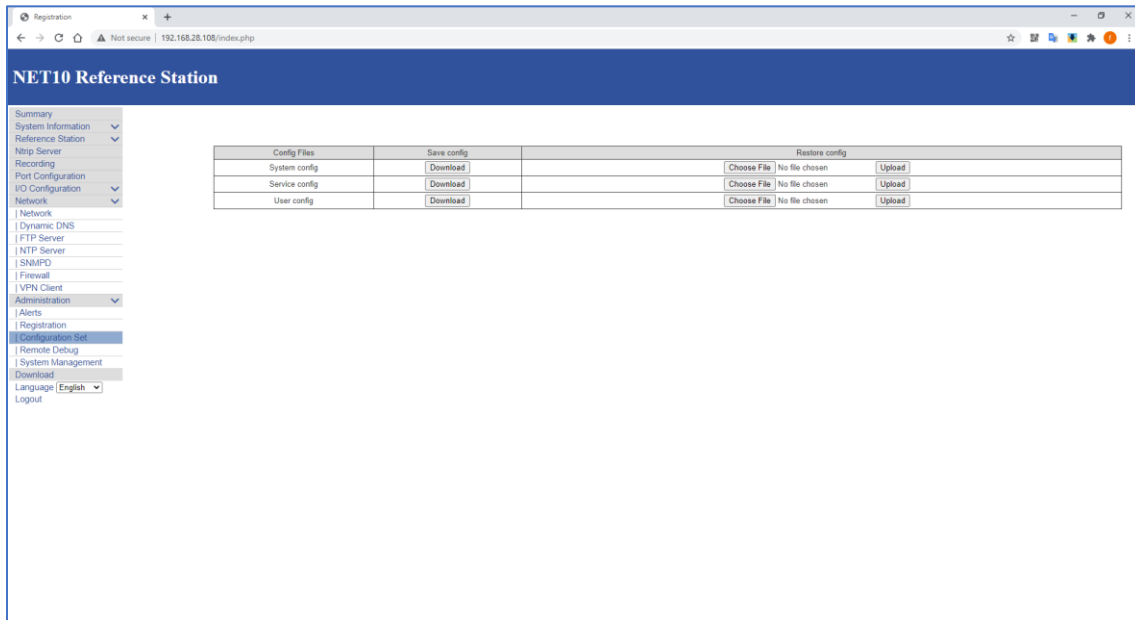 Registration
Not secure | 192.168.28.108/index.php
NET10 Reference Station
Summary
System Information
Reference Station
Ntrip Server
Recording
Port Configuration
I/O Configuration
Network
| Network
| Dynamic DNS
| FTP Server
| NTP Server
| SNMPD
| Firewall
| VPN Client
Administration
| Alerts
| Registration
| Configuration Set
| Remote Debug
| System Management
Download
Language English
Logout
Config Files Save config Restore config
System config Download Choose File No file chosen Upload
Service config Download Choose File No file chosen Upload
User config Download Choose File No file chosen Upload